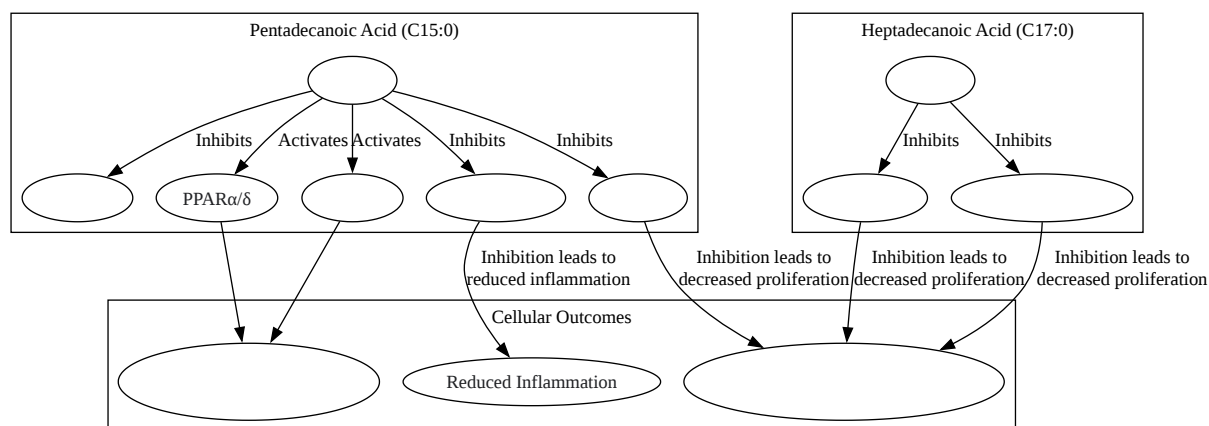 Pentadecanoic Acid (C15:0)
Heptadecanoic Acid (C17:0)
Inhibits
Activates
Activates
Inhibits
Inhibits
Inhibits
Inhibits
PPARα/δ
Inhibition leads to
reduced inflammation
Inhibition leads to
decreased proliferation
Inhibition leads to
decreased proliferation
Inhibition leads to
decreased proliferation
Cellular Outcomes
Reduced Inflammation